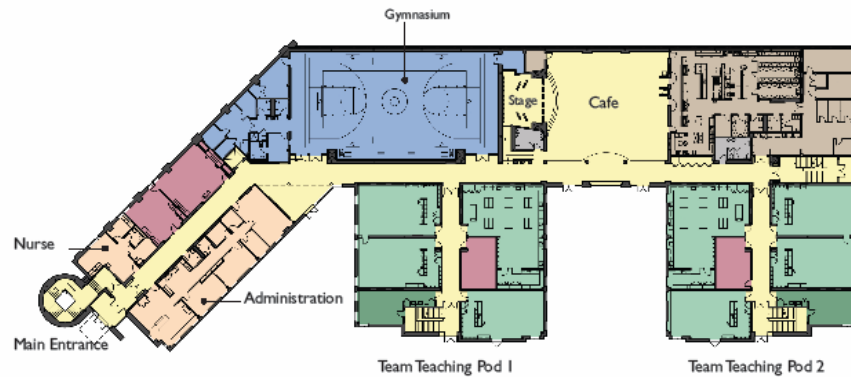 Gymnasium
Stage
Cafe
Nurse
Administration
Main Entrance
Team Teaching Pod 1
Team Teaching Pod 2